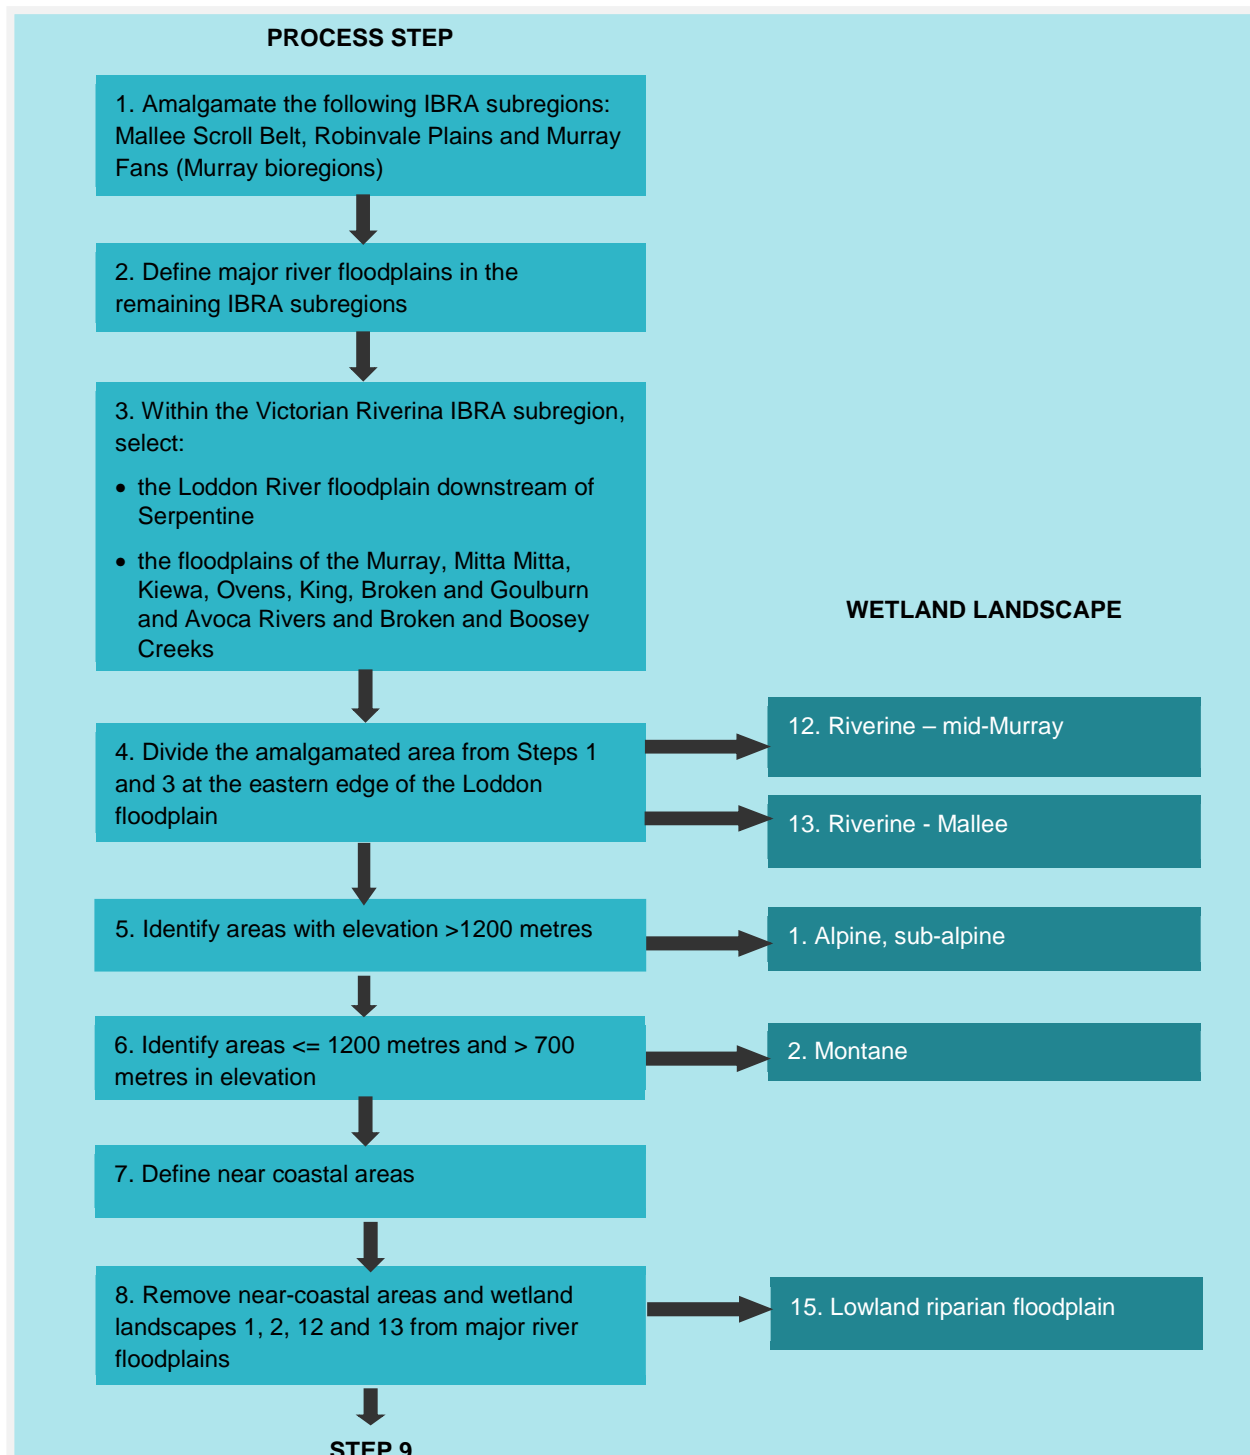 PROCESS STEP
1. Amalgamate the following IBRA subregions:
Mallee Scroll Belt, Robinvale Plains and Murray
Fans (Murray bioregions)
2. Define major river floodplains in the
remaining IBRA subregions
3. Within the Victorian Riverina IBRA subregion,
select:
• the Loddon River floodplain downstream of
Serpentine
• the floodplains of the Murray, Mitta Mitta,
Kiewa, Ovens, King, Broken and Goulburn
and Avoca Rivers and Broken and Boosey
Creeks
WETLAND LANDSCAPE
4. Divide the amalgamated area from Steps 1
and 3 at the eastern edge of the Loddon
floodplain
12. Riverine – mid-Murray
13. Riverine - Mallee
5. Identify areas with elevation >1200 metres
1. Alpine, sub-alpine
6. Identify areas <= 1200 metres and > 700
metres in elevation
2. Montane
7. Define near coastal areas
8. Remove near-coastal areas and wetland
landscapes 1, 2, 12 and 13 from major river
floodplains
15. Lowland riparian floodplain
STEP 9